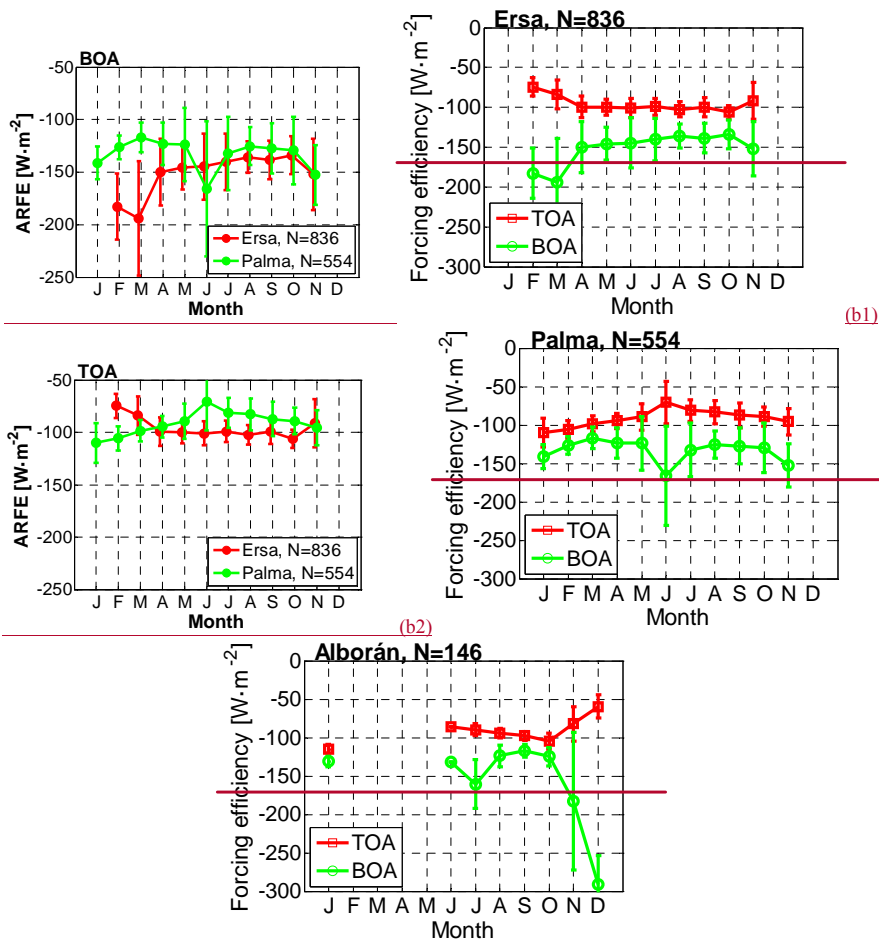 BOA
-50
-100
-150
-200
-250
ARFE [W·m-2]
Ersa, N=836
Palma, N=554
J F M A M J J A S O N D
Month
Ersa, N=836
0
-50
-100
-150
-200
-250
-300
Forcing efficiency [W·m-2]
TOA
BOA
J F M A M J J A S O N D
Month
(b1)
TOA
-50
-100
-150
-200
-250
ARFE [W·m-2]
Ersa, N=836
Palma, N=554
J F M A M J J A S O N D
Month
(b2)
Palma, N=554
0
-50
-100
-150
-200
-250
-300
Forcing efficiency [W·m-2]
TOA
BOA
J F M A M J J A S O N D
Month
Alborán, N=146
0
-50
-100
-150
-200
-250
-300
Forcing efficiency [W·m-2]
TOA
BOA
J F M A M J J A S O N D
Month